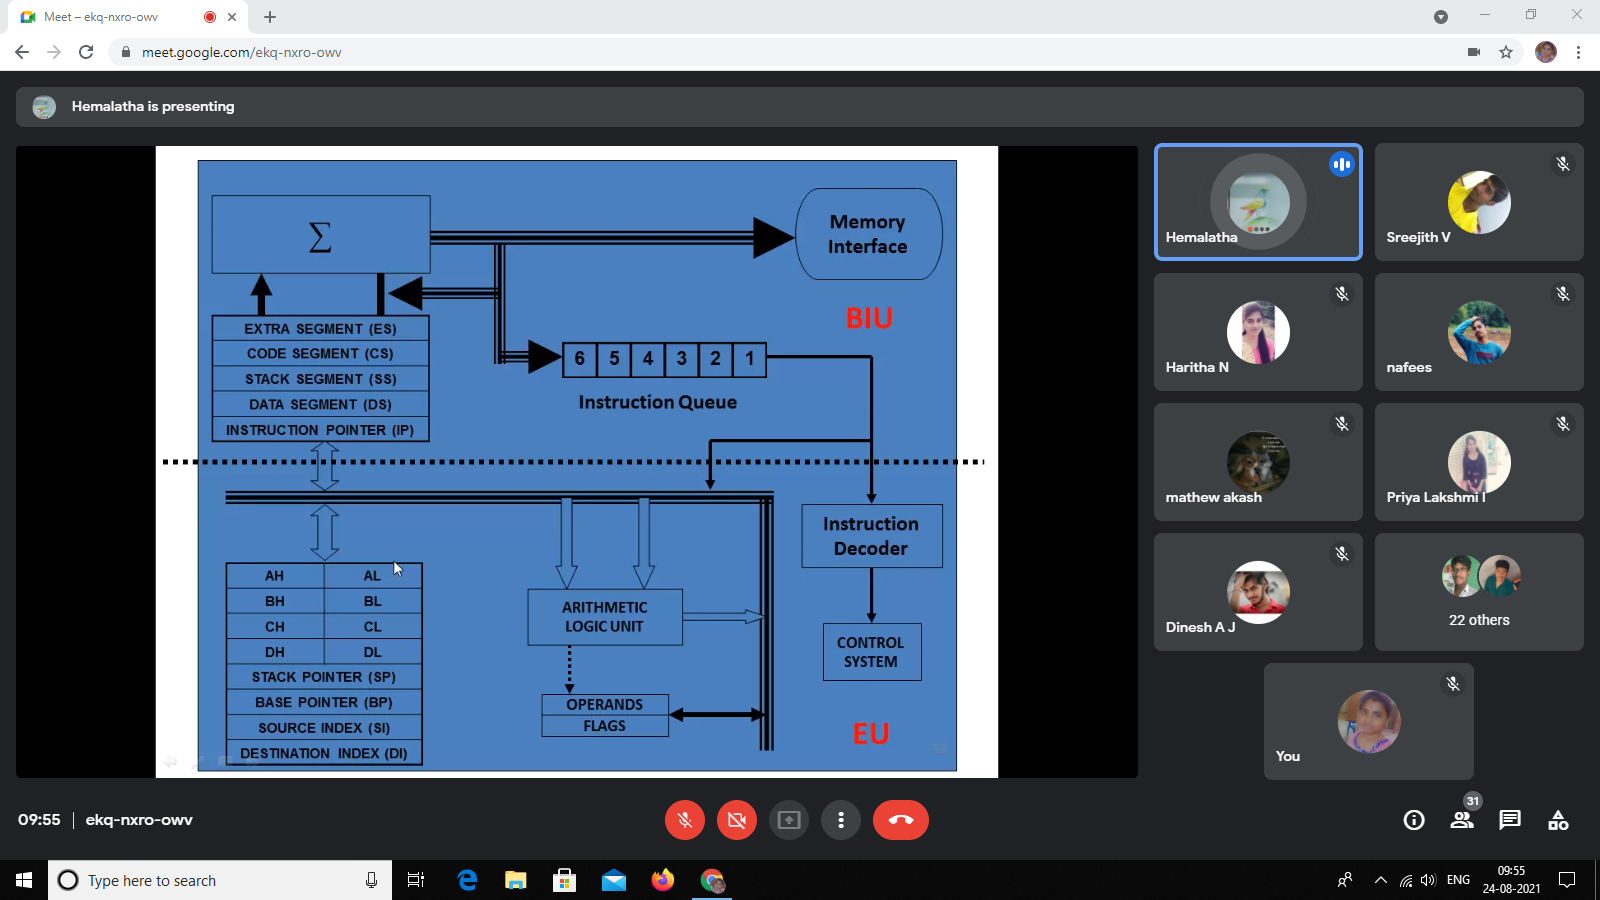 Meet – ekq-nxro-owv
meet.google.com/ekq-nxro-owv
Hemalatha is presenting
∑
Memory
Interface
BIU
EXTRA SEGMENT (ES)
CODE SEGMENT (CS)
STACK SEGMENT (SS)
DATA SEGMENT (DS)
INSTRUCTION POINTER (IP)
6 5 4 3 2 1
Instruction Queue
Instruction
Decoder
AH AL
BH BL
CH CL
DH DL
STACK POINTER (SP)
BASE POINTER (BP)
SOURCE INDEX (SI)
DESTINATION INDEX (DI)
ARITHMETIC
LOGIC UNIT
OPERANDS
FLAGS
CONTROL
SYSTEM
EU
Hemalatha
Sreejith V
Haritha N
nafees
mathew akash
Priya Lakshmi I
Dinesh A J
22 others
You
09:55 | ekq-nxro-owv
31
Type here to search
ENG
09:55
24-08-2021